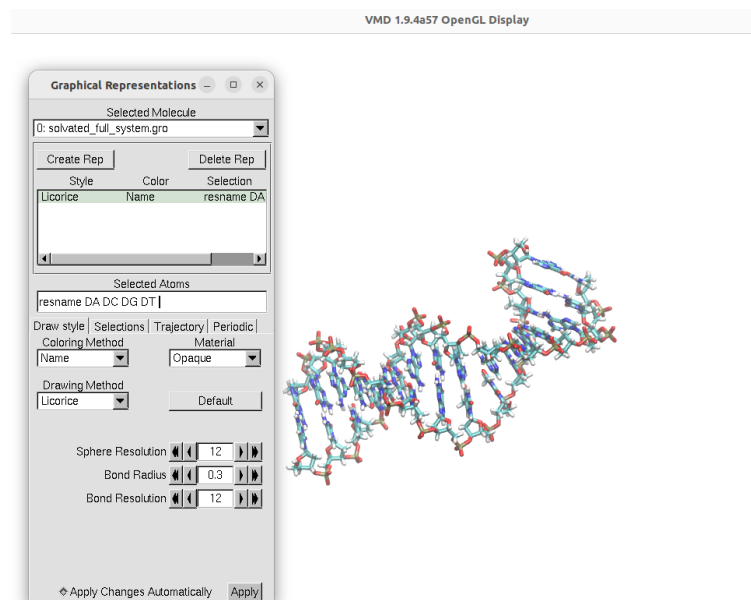 VMD 1.9.4a57 OpenGL Display
Graphical Representations
Selected Molecule
0: solvated_full_system.gro
Create Rep Delete Rep
Style Color Selection
Licorice Name resname DA
Selected Atoms
resname DA DC DG DT
Draw style Selections Trajectory Periodic
Coloring Method Material
Name Opaque
Drawing Method
Licorice Default
Sphere Resolution 12
Bond Radius 0.3
Bond Resolution 12
Apply Changes Automatically Apply